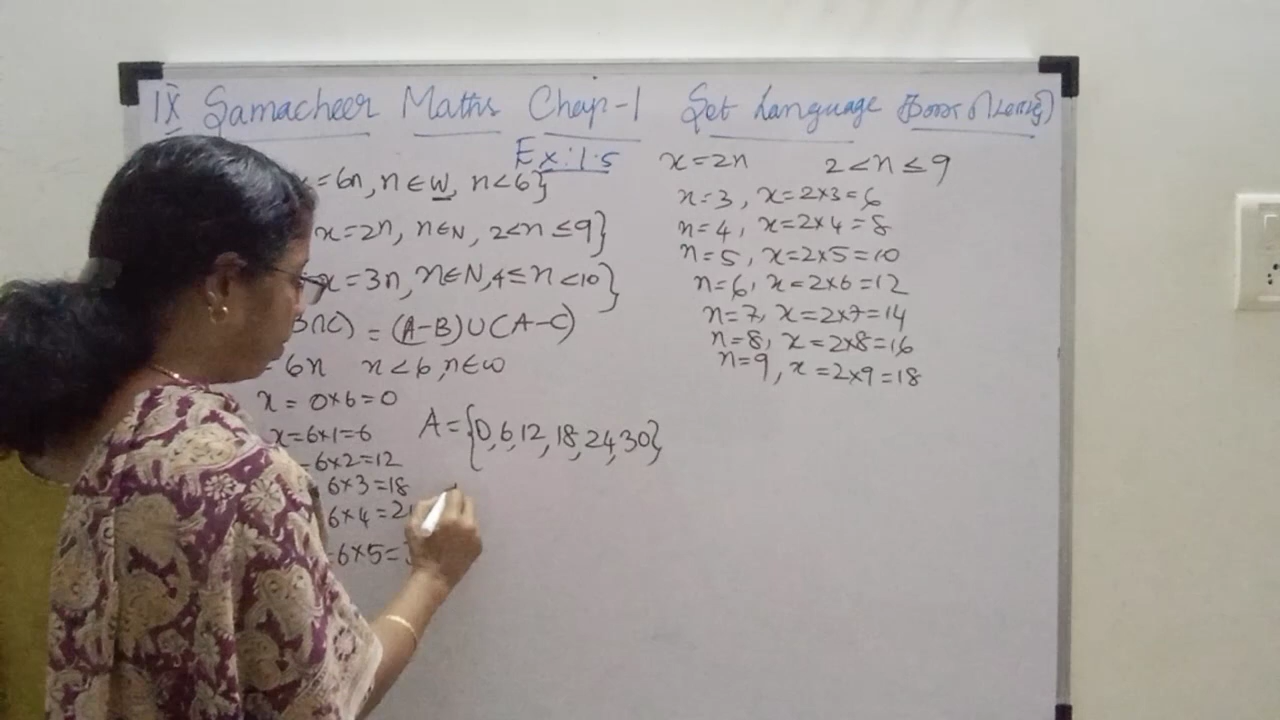 IX Samacheer Maths Chap-1 Set Language
Ex:1.5
x=6n, n∈W, n<6}
x=2n, n∈N, 2<n≤9}
x=3n, n∈N, 4≤n<10}
B∩C) = (A-B)∪(A-C)
= 6n n<6, n∈W
x = 0×6=0
x=6×1=6
-6×2=12
6×3=18
6×4=2
-6×5=
A={0,6,12,18,24,30}
x=2n 2<n≤9
n=3, x=2×3=6
n=4, x=2×4=8
n=5, x=2×5=10
n=6, x=2×6=12
n=7, x=2×7=14
n=8, x=2×8=16
n=9, x=2×9=18